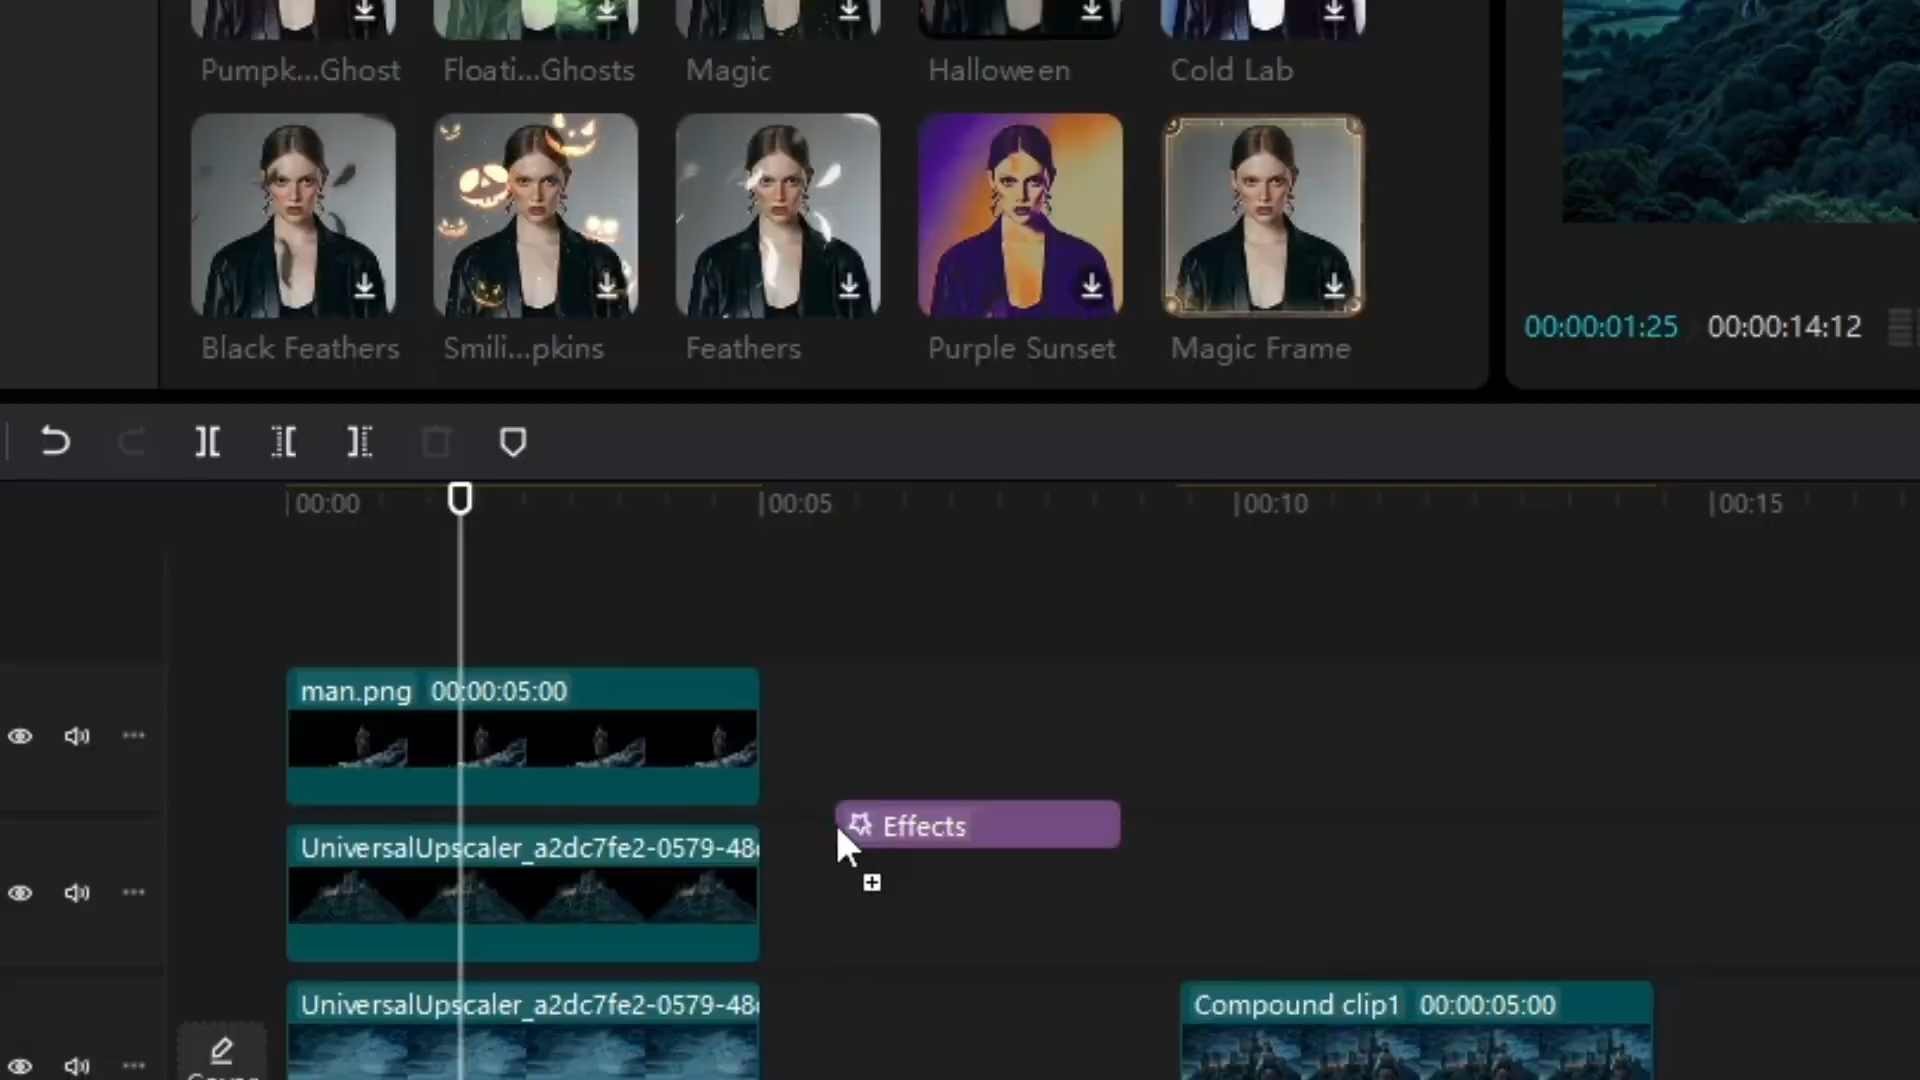 Pumpk...Ghost
Floati...Ghosts
Magic
Halloween
Cold Lab
Black Feathers
Smili...pkins
Feathers
Purple Sunset
Magic Frame
00:00:01:25 00:00:14:12
00:00
00:05
00:10
00:15
man.png 00:00:05:00
Effects
UniversalUpscaler_a2dc7fe2-0579-48
UniversalUpscaler_a2dc7fe2-0579-48
Compound clip1 00:00:05:00